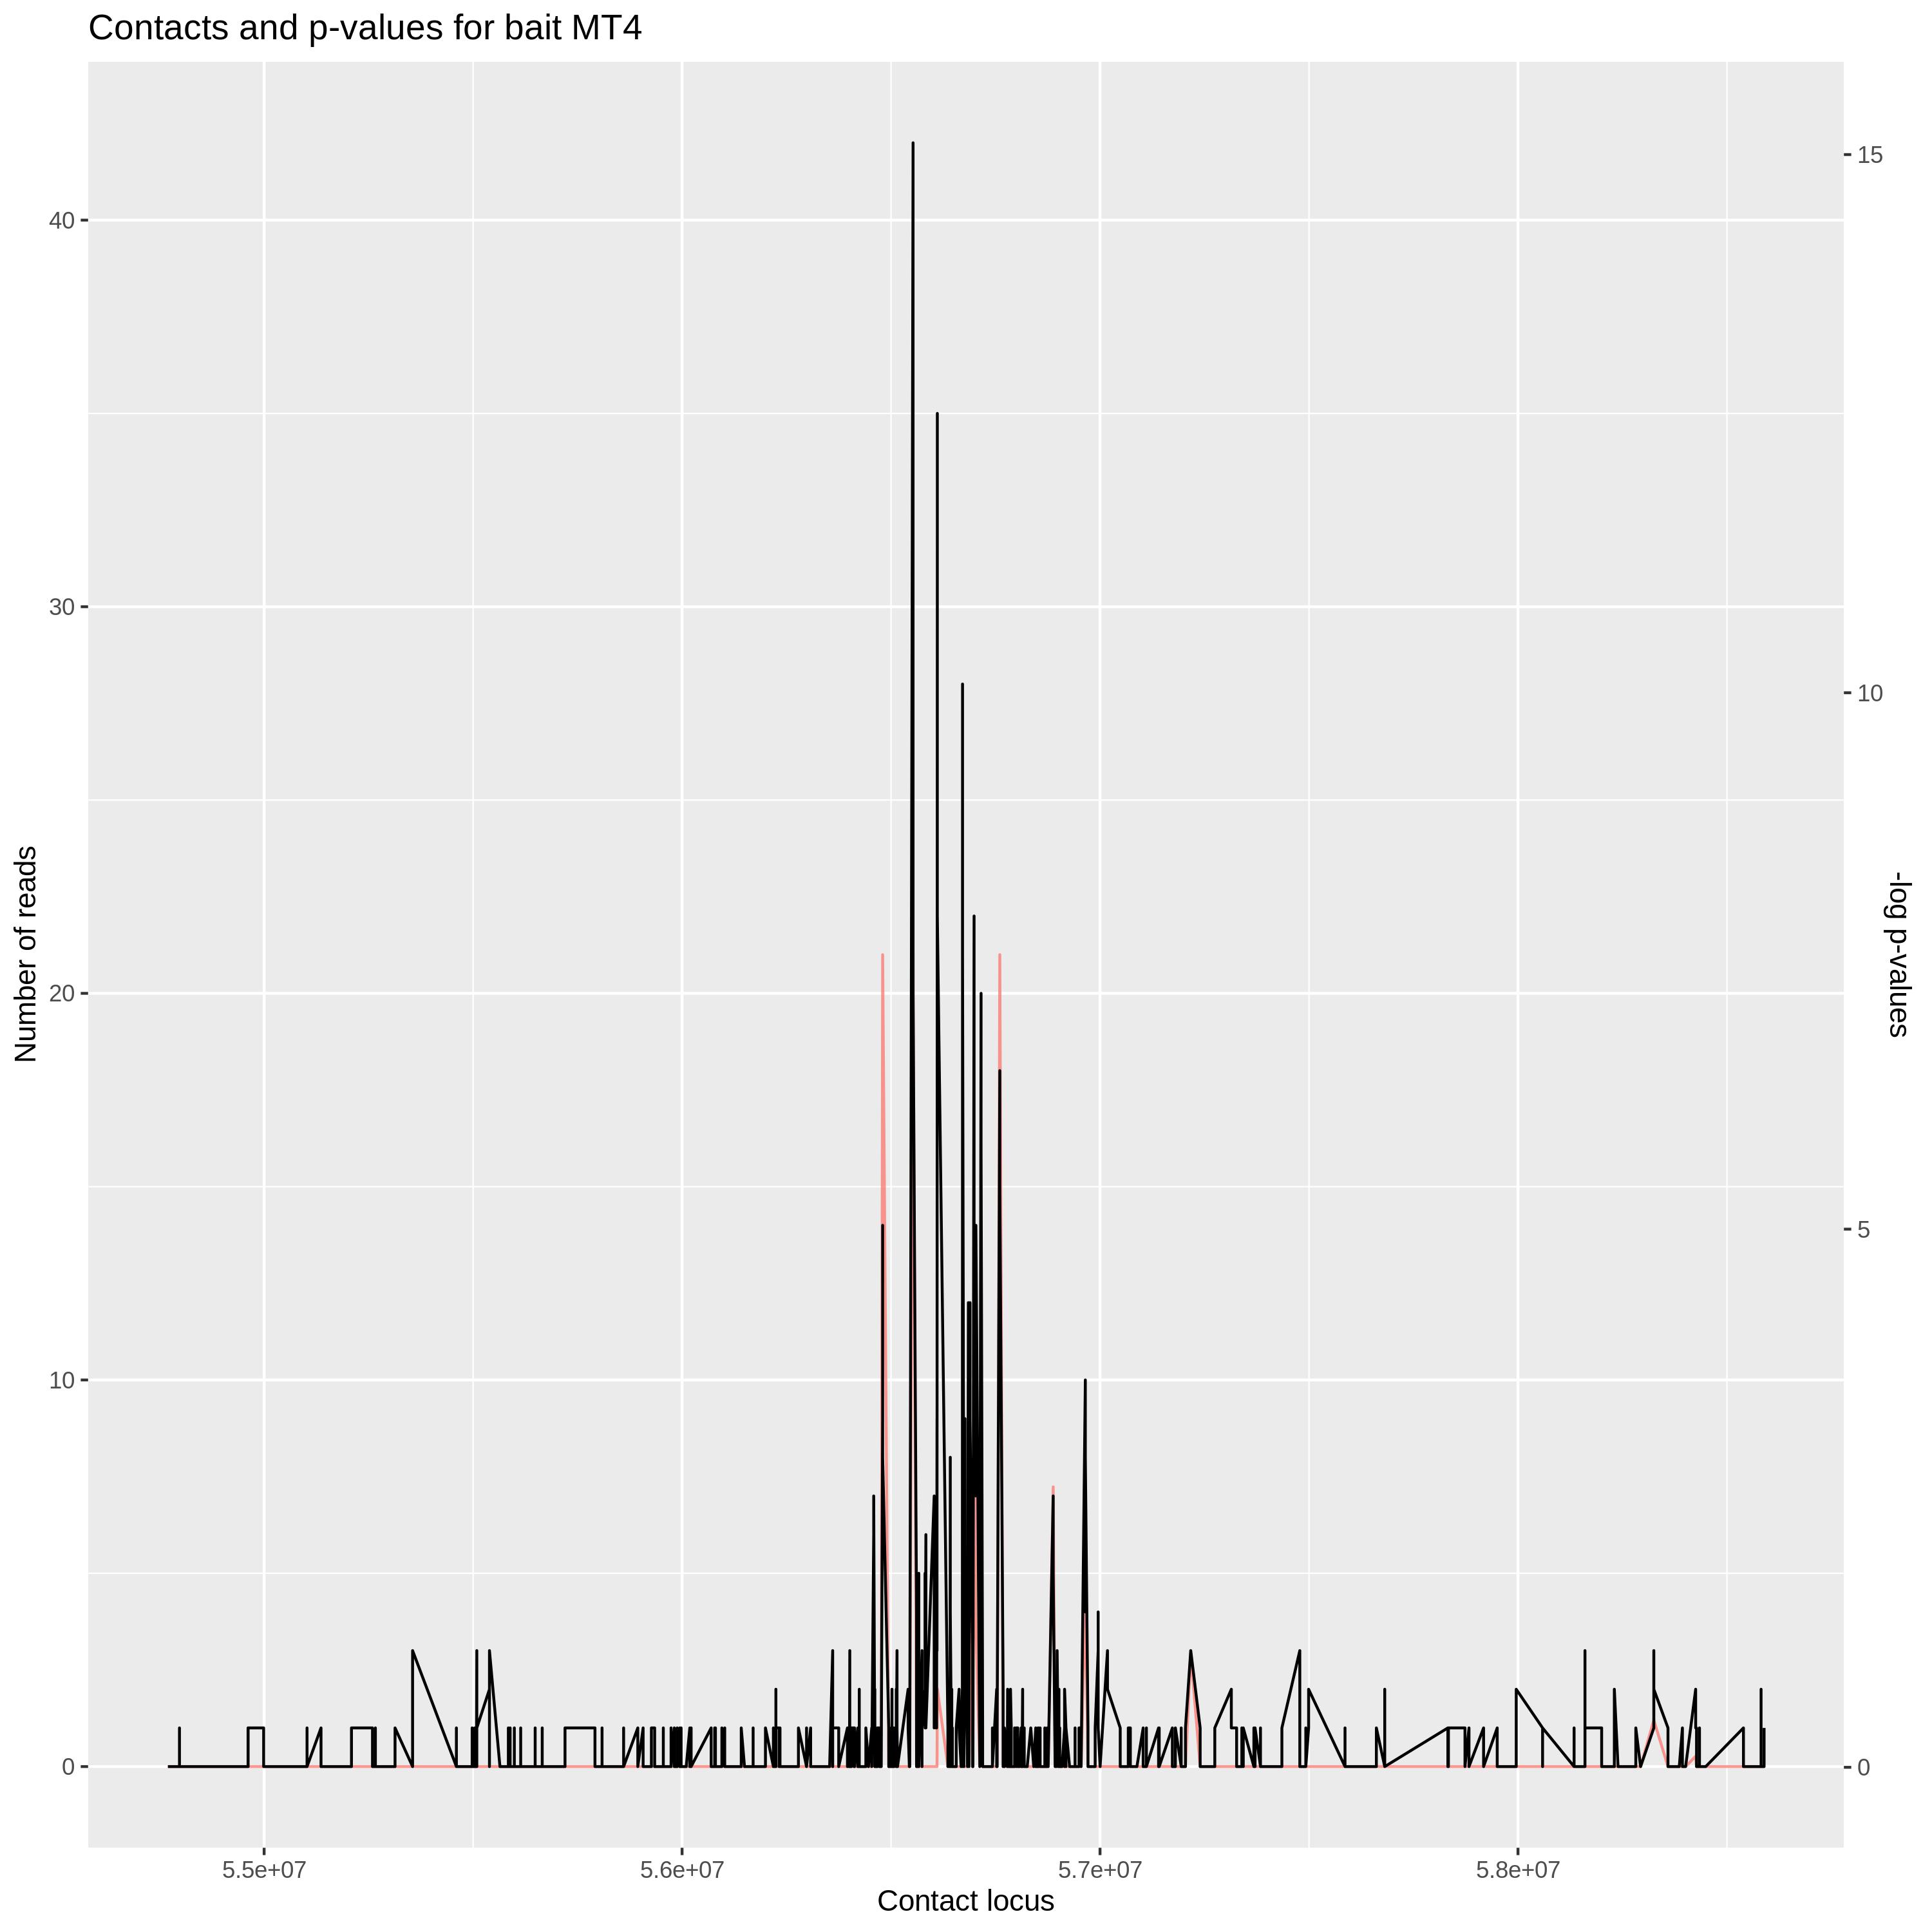 Contacts and p-values for bait MT4
Number of reads
40
30
20
10
0
15
10
5
0
-log p-values
5.5e+07
5.6e+07
5.7e+07
5.8e+07
Contact locus